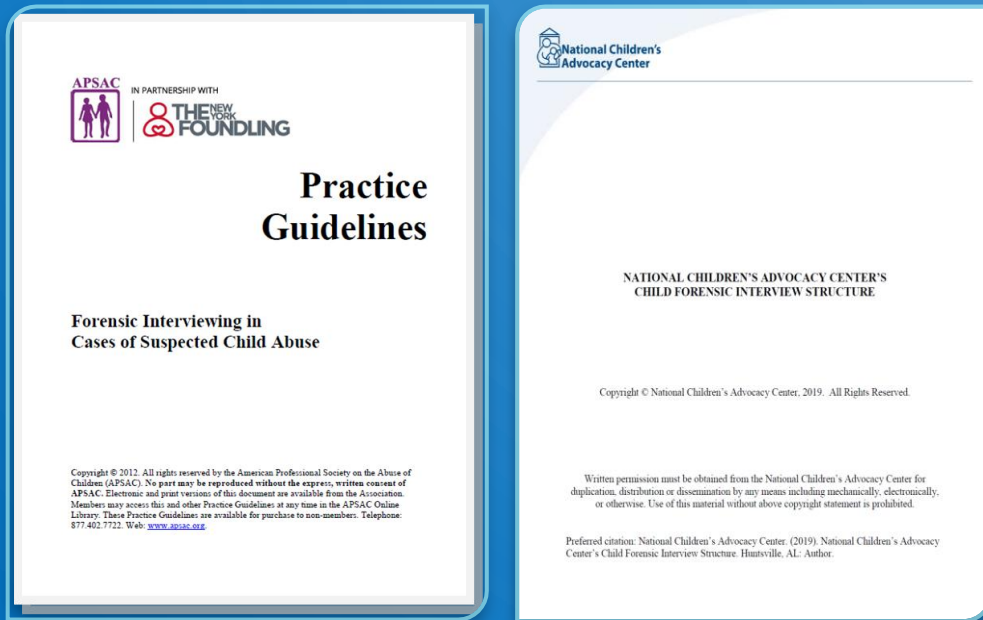 APSAC
IN PARTNERSHIP WITH
THE NEW YORK
FOUNDLING
Practice
Guidelines
Forensic Interviewing in
Cases of Suspected Child Abuse
Copyright © 2012. All rights reserved by the American Professional Society on the Abuse of
Children (APSAC). No part may be reproduced without the express, written consent of
APSAC. Electronic and print versions of this document are available from the Association.
Members may access this and other Practice Guidelines at any time in the APSAC Online
Library. These Practice Guidelines are available for purchase to non-members. Telephone:
877.402.7722. Web: www.apsac.org.
National Children's
Advocacy Center
NATIONAL CHILDREN'S ADVOCACY CENTER'S
CHILD FORENSIC INTERVIEW STRUCTURE
Copyright © National Children's Advocacy Center, 2019. All Rights Reserved.
Written permission must be obtained from the National Children's Advocacy Center for
duplication, distribution or dissemination by any means including mechanically, electronically,
or otherwise. Use of this material without above copyright statement is prohibited.
Preferred citation: National Children's Advocacy Center. (2019). National Children's Advocacy
Center's Child Forensic Interview Structure. Huntsville, AL: Author.